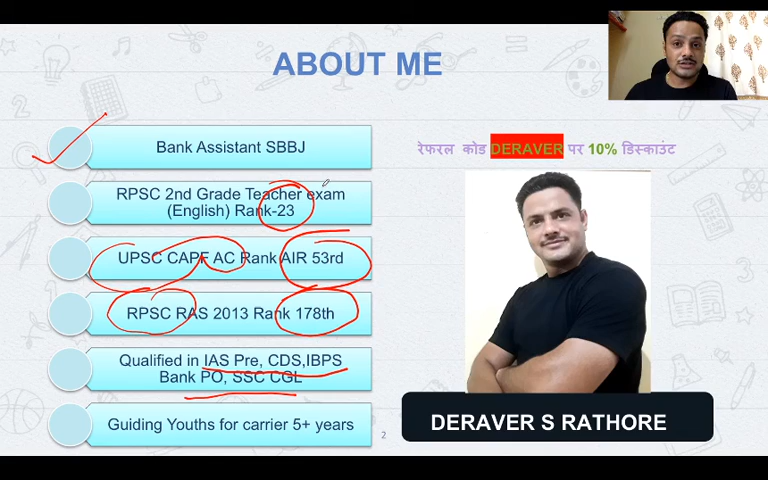 ABOUT ME
Bank Assistant SBBJ
RPSC 2nd Grade Teacher exam
(English) Rank-23
UPSC CAPF AC Rank AIR 53rd
RPSC RAS 2013 Rank 178th
Qualified in IAS Pre, CDS,IBPS
Bank PO, SSC CGL
Guiding Youths for carrier 5+ years
रेफरल कोड DERAVER पर 10% डिस्काउंट
DERAVER S RATHORE
2